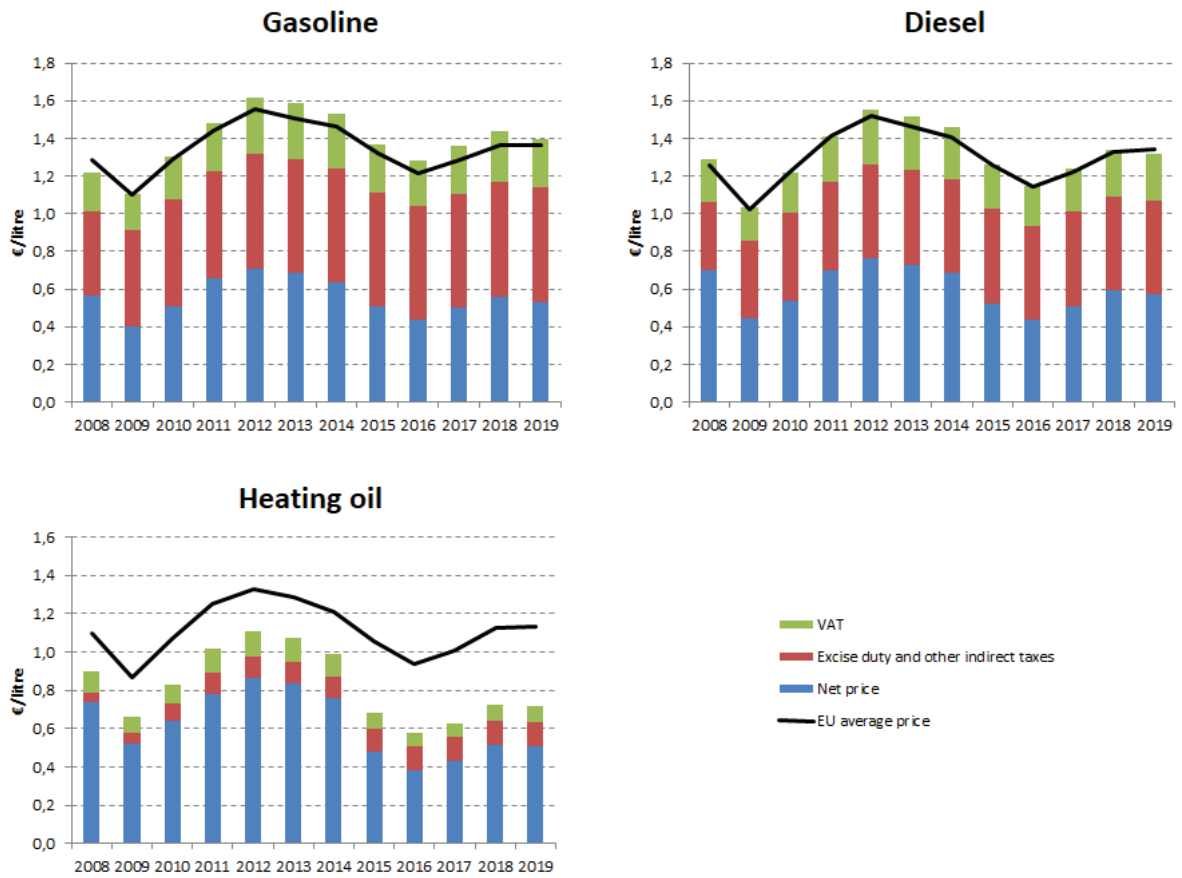 Gasoline
€/litre
1,8
1,6
1,4
1,2
1,0
0,8
0,6
0,4
0,2
0,0
2008 2009 2010 2011 2012 2013 2014 2015 2016 2017 2018 2019
Diesel
€/litre
1,8
1,6
1,4
1,2
1,0
0,8
0,6
0,4
0,2
0,0
2008 2009 2010 2011 2012 2013 2014 2015 2016 2017 2018 2019
Heating oil
€/litre
1,6
1,4
1,2
1,0
0,8
0,6
0,4
0,2
0,0
2008 2009 2010 2011 2012 2013 2014 2015 2016 2017 2018 2019
VAT
Excise duty and other indirect taxes
Net price
EU average price